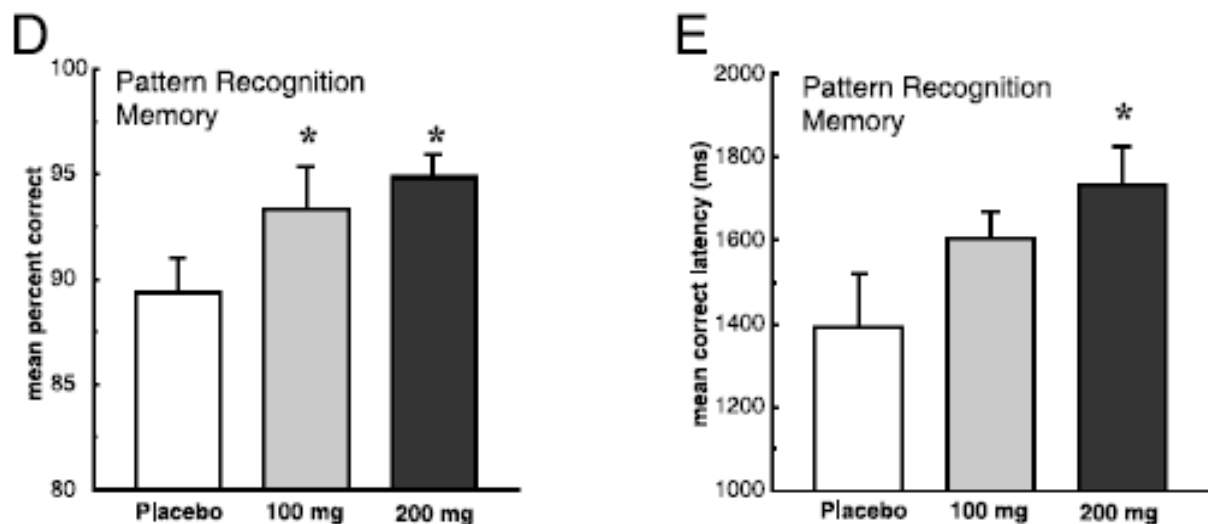 D
Pattern Recognition
Memory
mean percent correct
100
95
90
85
80
*
*
Placebo
100 mg
200 mg
E
Pattern Recognition
Memory
mean correct latency (ms)
2000
1800
1600
1400
1200
1000
*
Placebo
100 mg
200 mg